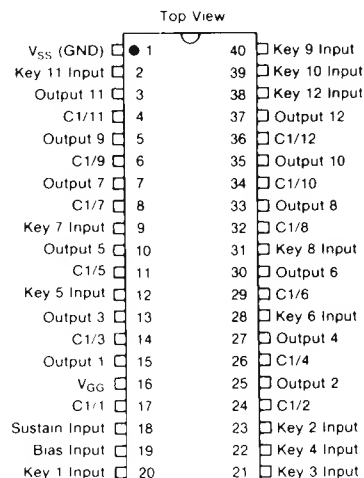 Top View
VSS (GND) 1 40 Key 9 Input
Key 11 Input 2 39 Key 10 Input
Output 11 3 38 Key 12 Input
C1/11 4 37 Output 12
Output 9 5 36 C1/12
C1/9 6 35 Output 10
Output 7 7 34 C1/10
C1/7 8 33 Output 8
Key 7 Input 9 32 C1/8
Output 5 10 31 Key 8 Input
C1/5 11 30 Output 6
Key 5 Input 12 29 C1/6
Output 3 13 28 Key 6 Input
C1/3 14 27 Output 4
Output 1 15 26 C1/4
VGG 16 25 Output 2
C1/1 17 24 C1/2
Sustain Input 18 23 Key 2 Input
Bias Input 19 22 Key 4 Input
Key 1 Input 20 21 Key 3 Input